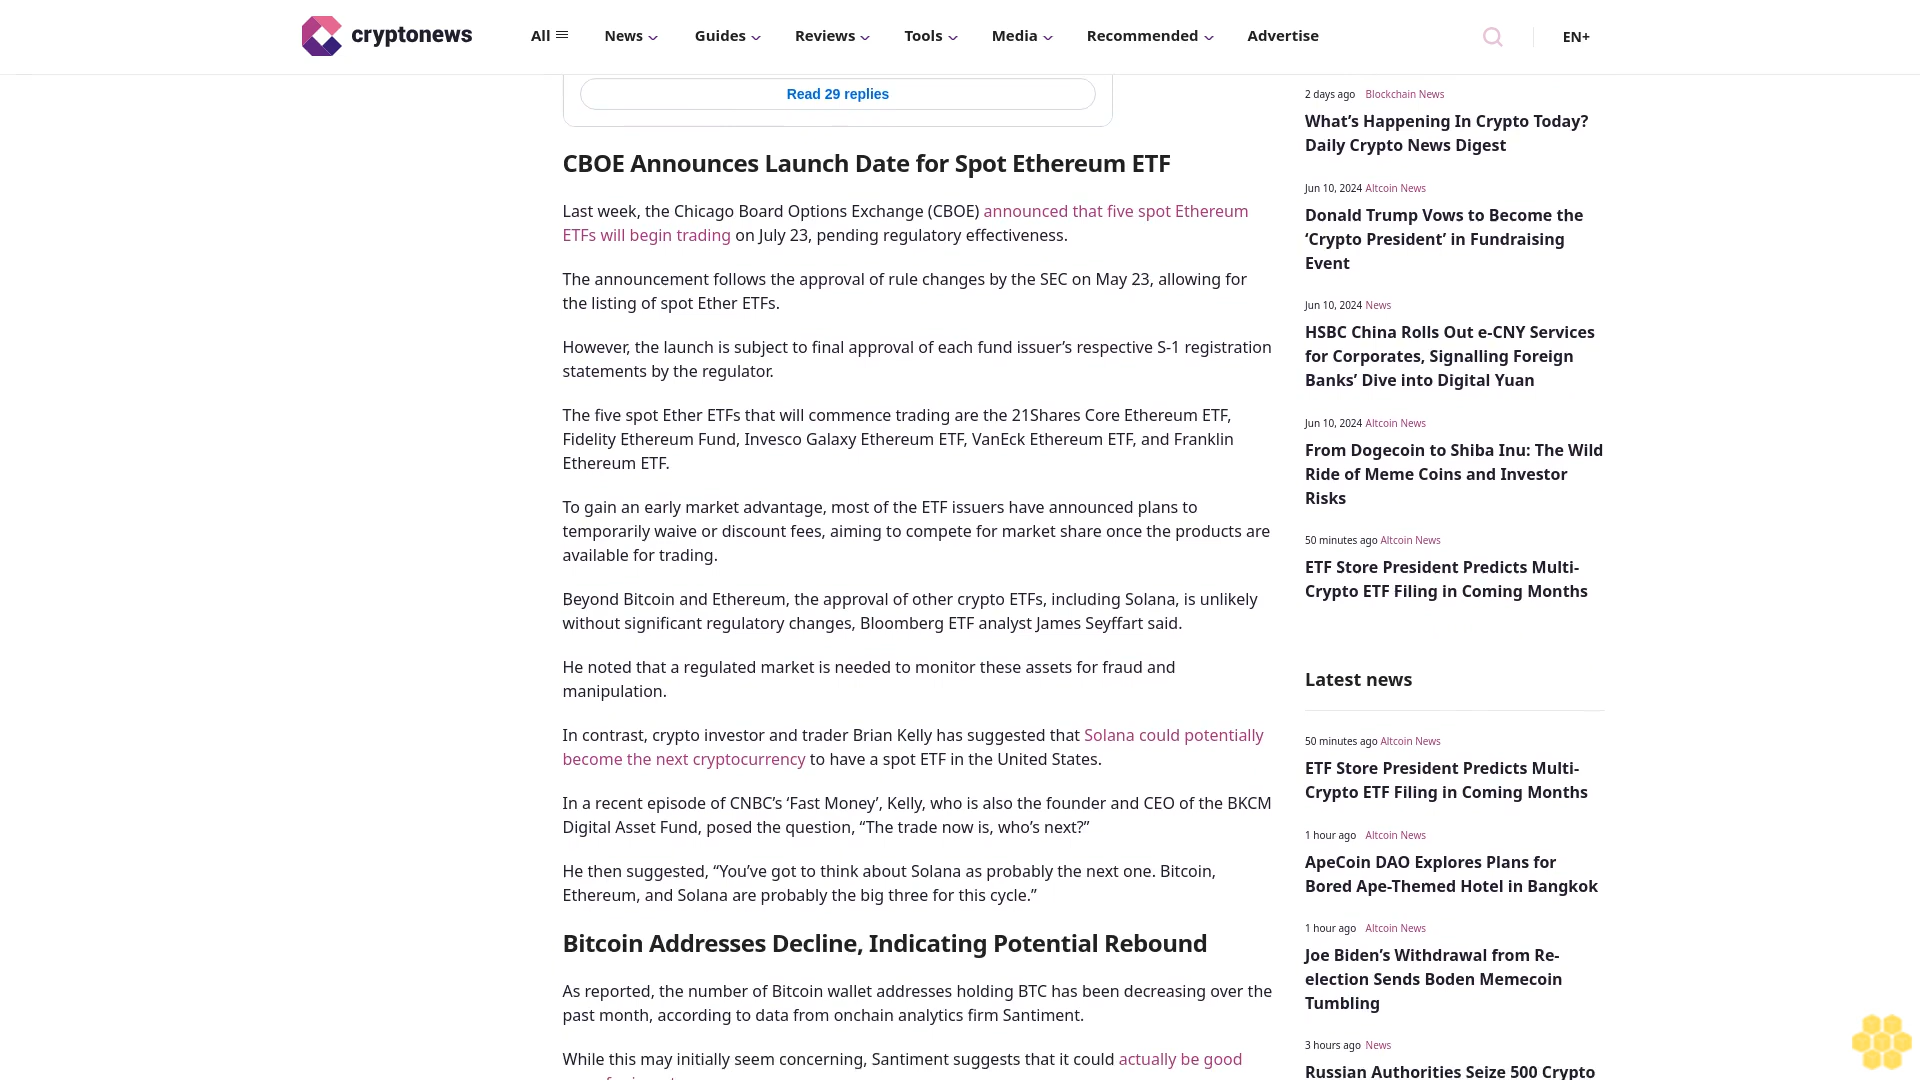 cryptonews
All
News
Guides
Reviews
Tools
Media
Recommended
Advertise
EN+
Read 29 replies
CBOE Announces Launch Date for Spot Ethereum ETF
Last week, the Chicago Board Options Exchange (CBOE) announced that five spot Ethereum
ETFs will begin trading on July 23, pending regulatory effectiveness.
The announcement follows the approval of rule changes by the SEC on May 23, allowing for
the listing of spot Ether ETFs.
However, the launch is subject to final approval of each fund issuer’s respective S-1 registration
statements by the regulator.
The five spot Ether ETFs that will commence trading are the 21Shares Core Ethereum ETF,
Fidelity Ethereum Fund, Invesco Galaxy Ethereum ETF, VanEck Ethereum ETF, and Franklin
Ethereum ETF.
To gain an early market advantage, most of the ETF issuers have announced plans to
temporarily waive or discount fees, aiming to compete for market share once the products are
available for trading.
Beyond Bitcoin and Ethereum, the approval of other crypto ETFs, including Solana, is unlikely
without significant regulatory changes, Bloomberg ETF analyst James Seyffart said.
He noted that a regulated market is needed to monitor these assets for fraud and
manipulation.
In contrast, crypto investor and trader Brian Kelly has suggested that Solana could potentially
become the next cryptocurrency to have a spot ETF in the United States.
In a recent episode of CNBC’s ‘Fast Money’, Kelly, who is also the founder and CEO of the BKCM
Digital Asset Fund, posed the question, “The trade now is, who’s next?”
He then suggested, “You’ve got to think about Solana as probably the next one. Bitcoin,
Ethereum, and Solana are probably the big three for this cycle.”
Bitcoin Addresses Decline, Indicating Potential Rebound
As reported, the number of Bitcoin wallet addresses holding BTC has been decreasing over the
past month, according to data from onchain analytics firm Santiment.
While this may initially seem concerning, Santiment suggests that it could actually be good
2 days ago Blockchain News
What’s Happening In Crypto Today?
Daily Crypto News Digest
Jun 10, 2024 Altcoin News
Donald Trump Vows to Become the
‘Crypto President’ in Fundraising
Event
Jun 10, 2024 News
HSBC China Rolls Out e-CNY Services
for Corporates, Signalling Foreign
Banks’ Dive into Digital Yuan
Jun 10, 2024 Altcoin News
From Dogecoin to Shiba Inu: The Wild
Ride of Meme Coins and Investor
Risks
50 minutes ago Altcoin News
ETF Store President Predicts Multi-
Crypto ETF Filing in Coming Months
Latest news
50 minutes ago Altcoin News
ETF Store President Predicts Multi-
Crypto ETF Filing in Coming Months
1 hour ago Altcoin News
ApeCoin DAO Explores Plans for
Bored Ape-Themed Hotel in Bangkok
1 hour ago Altcoin News
Joe Biden’s Withdrawal from Re-
election Sends Boden Memecoin
Tumbling
3 hours ago News
Russian Authorities Seize 500 Crypto